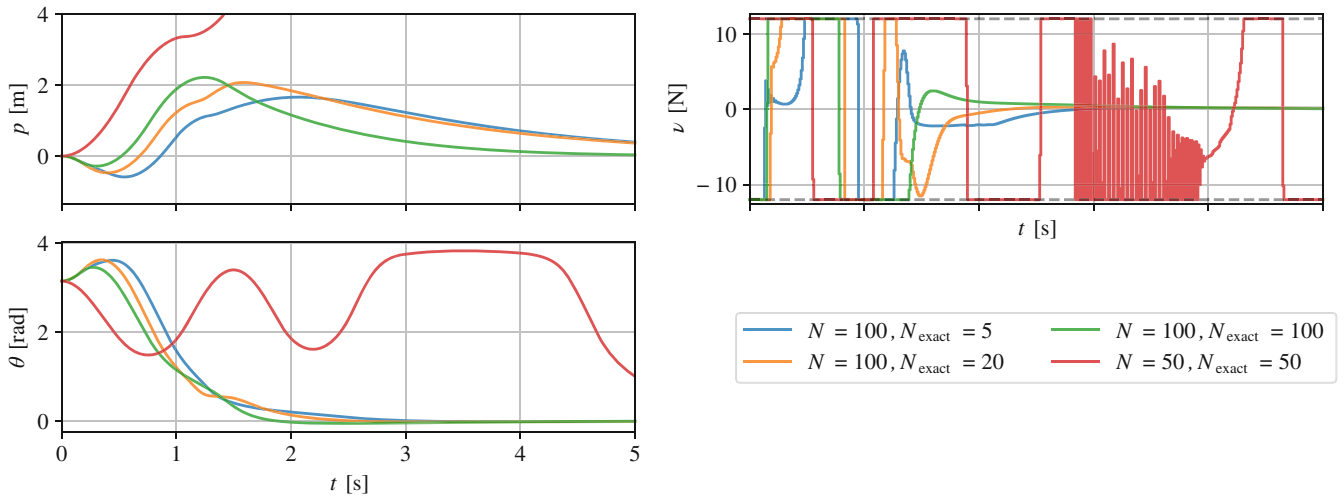 4
2
0
p [m]
4
2
0
θ [rad]
0 1 2 3 4 5
t [s]
10
0
− 10
ν [N]
t [s]
N = 100, N_exact = 5
N = 100, N_exact = 20
N = 100, N_exact = 100
N = 50, N_exact = 50